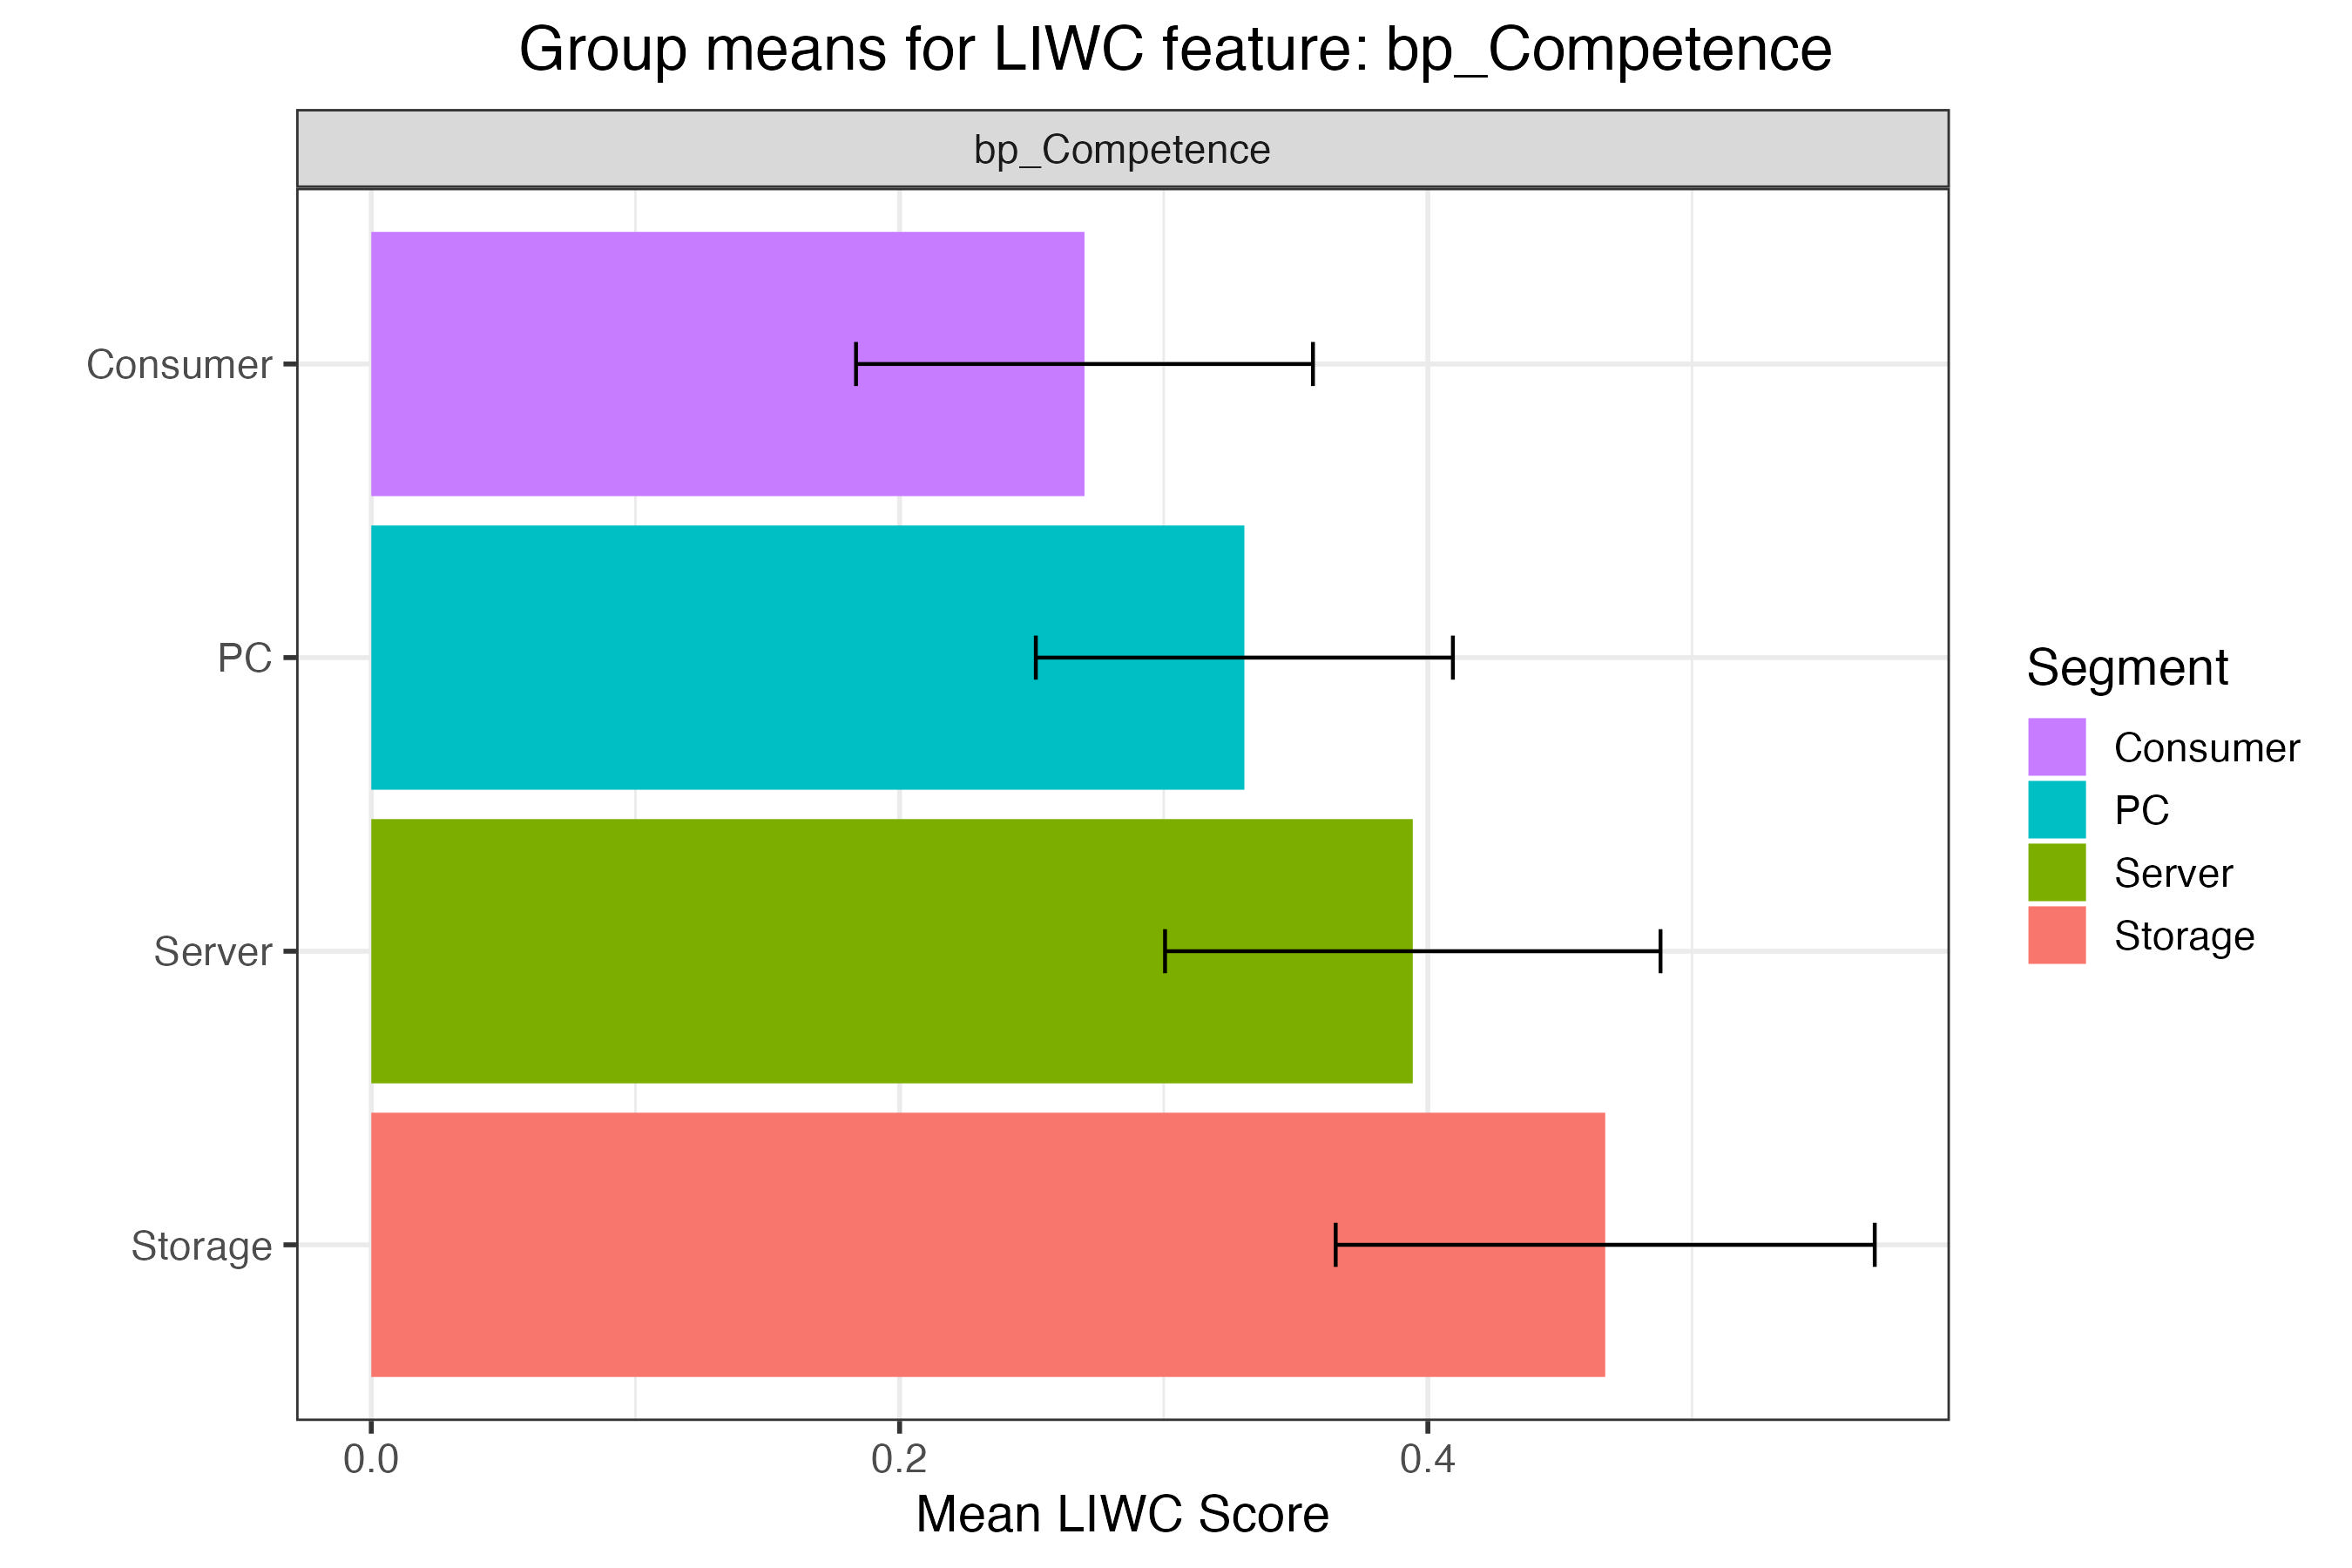 Group means for LIWC feature: bp_Competence
bp_Competence
Consumer
PC
Server
Storage
0.0 0.2 0.4
Mean LIWC Score
Segment
Consumer
PC
Server
Storage